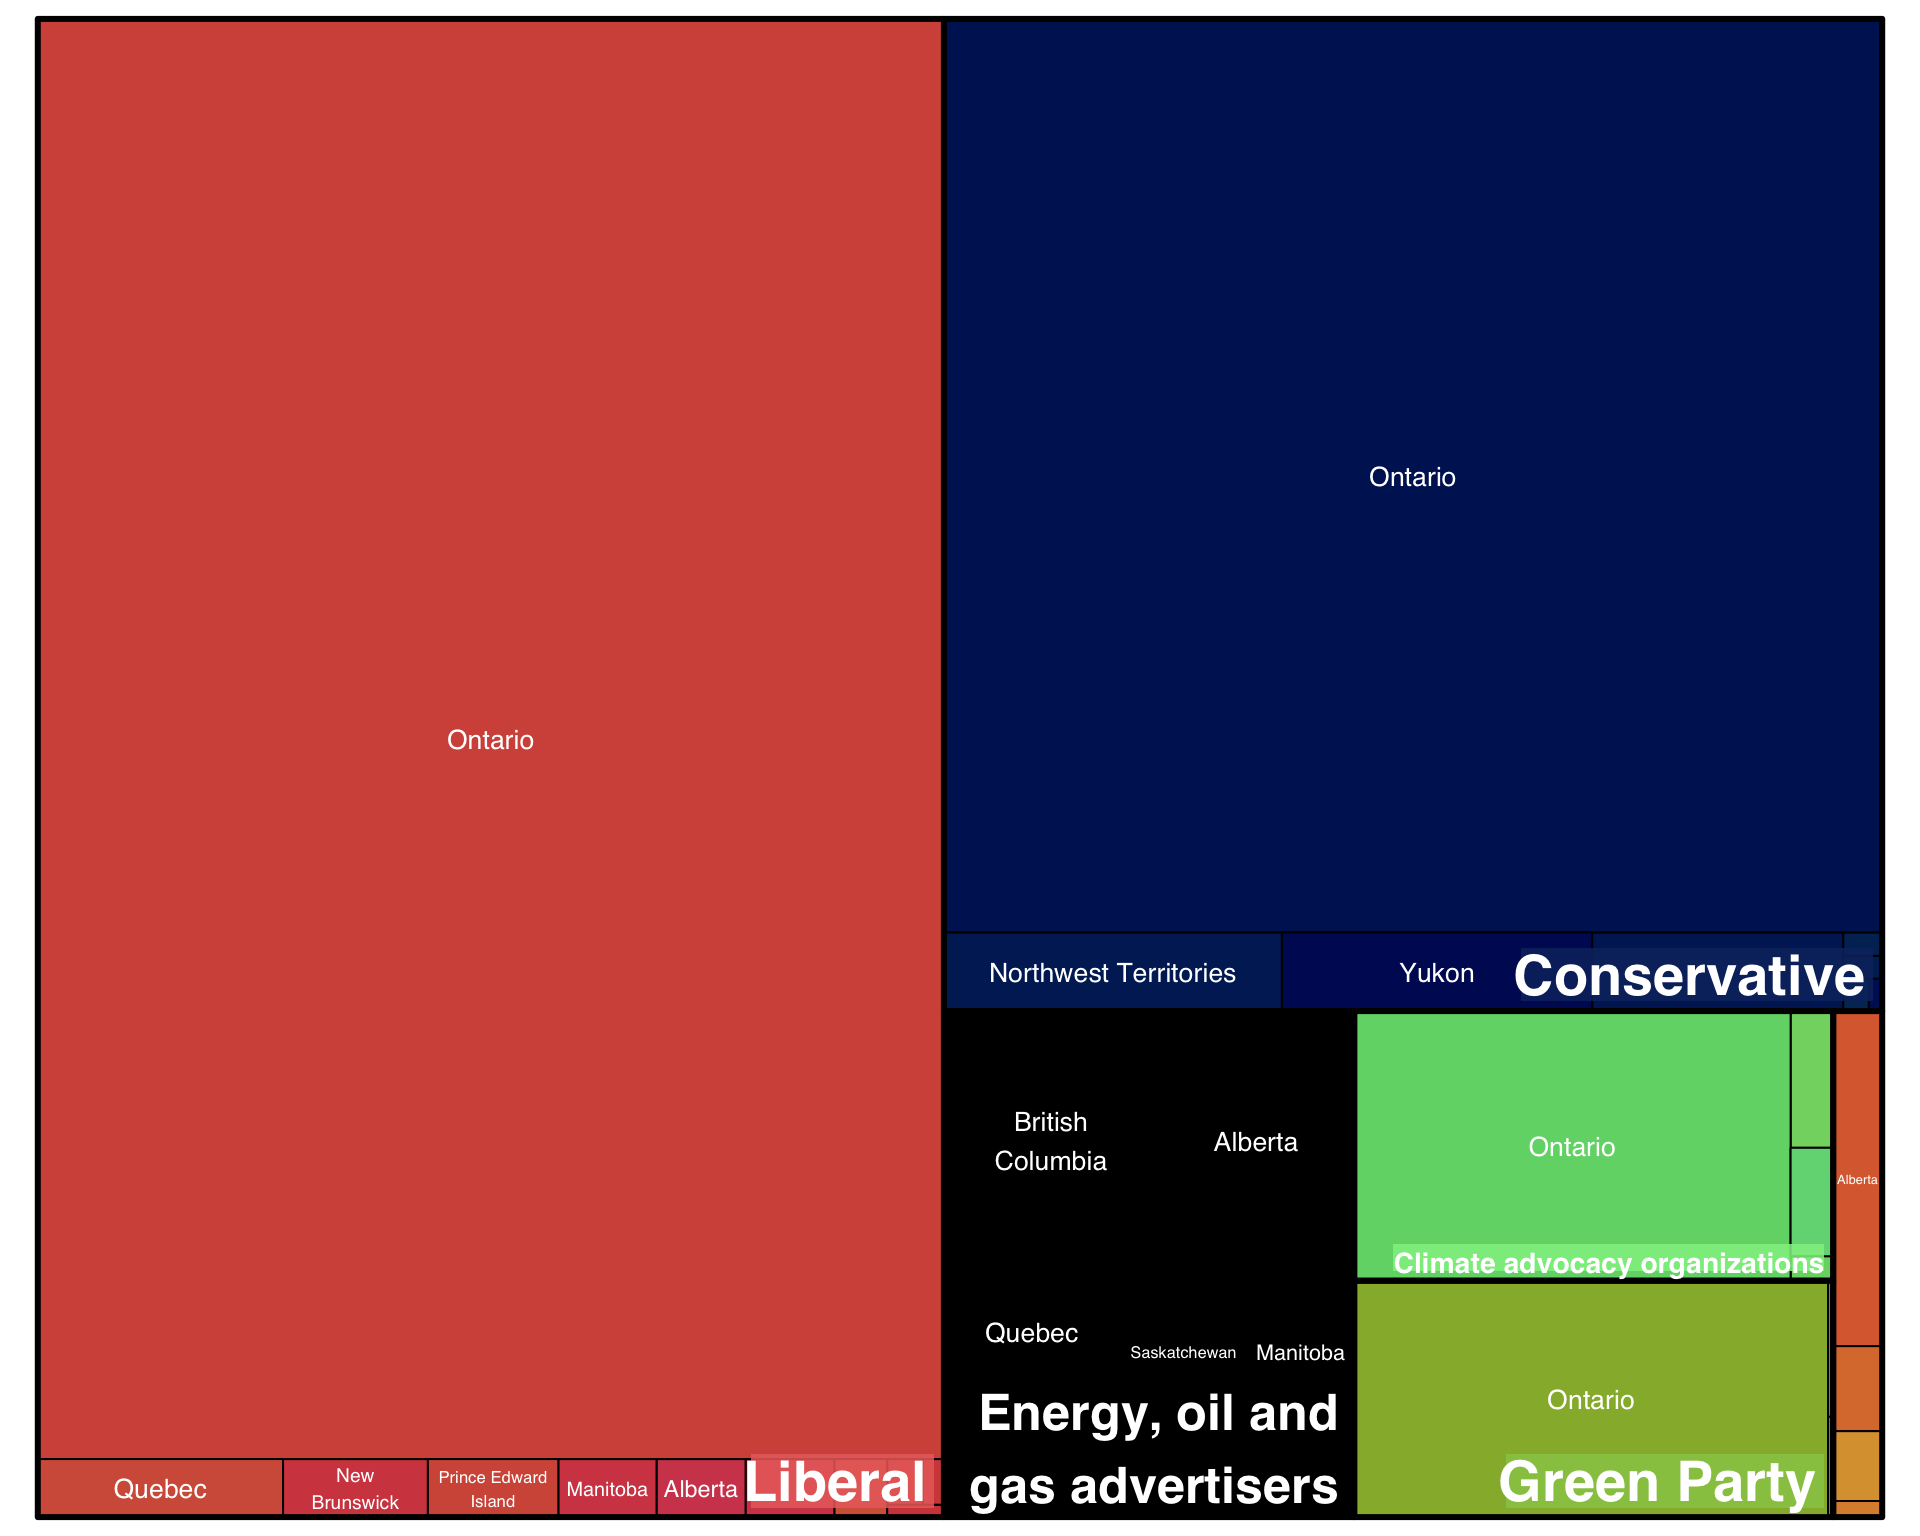 Ontario
Quebec
New
Brunswick
Prince Edward
Island
Manitoba
Alberta
Liberal
Ontario
Northwest Territories
Yukon
Conservative
British
Columbia
Alberta
Quebec
Saskatchewan
Manitoba
Energy, oil and
gas advertisers
Ontario
Climate advocacy organizations
Ontario
Green Party
Alberta